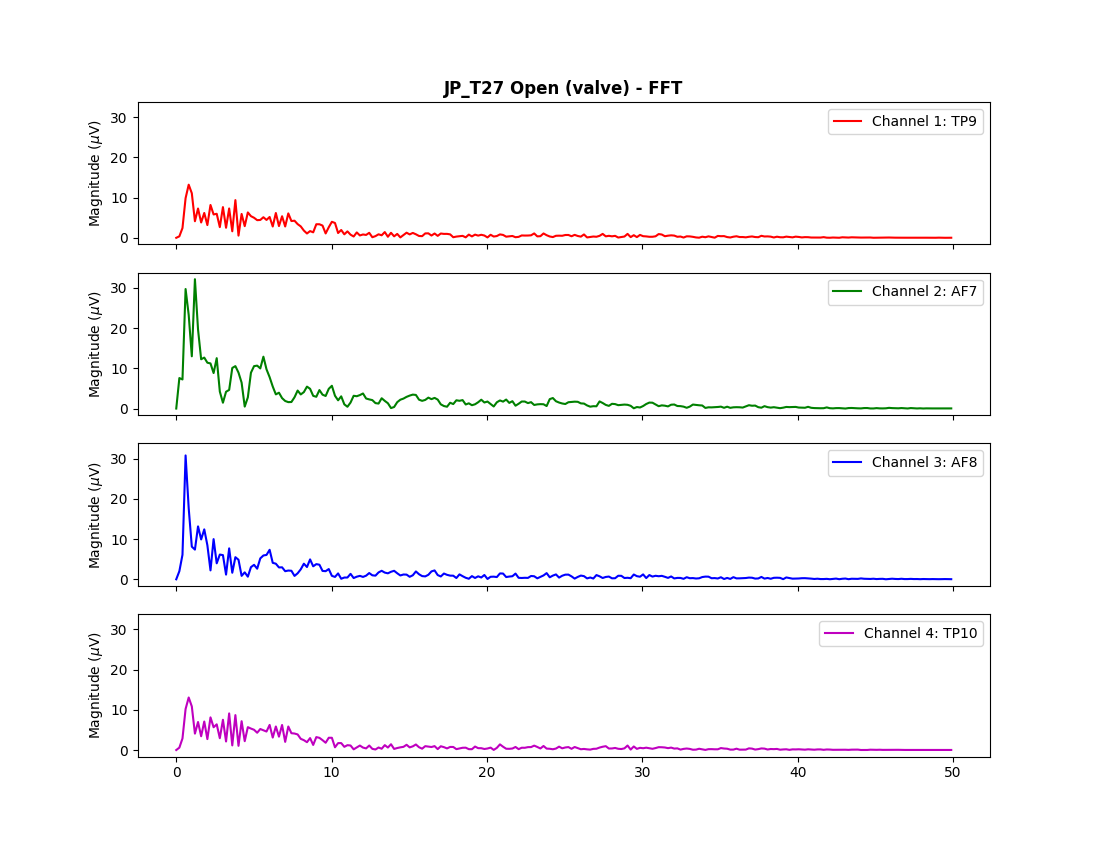 JP_T27 Open (valve) - FFT
Magnitude (μV)
30
20
10
0
Channel 1: TP9
Magnitude (μV)
30
20
10
0
Channel 2: AF7
Magnitude (μV)
30
20
10
0
Channel 3: AF8
Magnitude (μV)
30
20
10
0
Channel 4: TP10
0 10 20 30 40 50